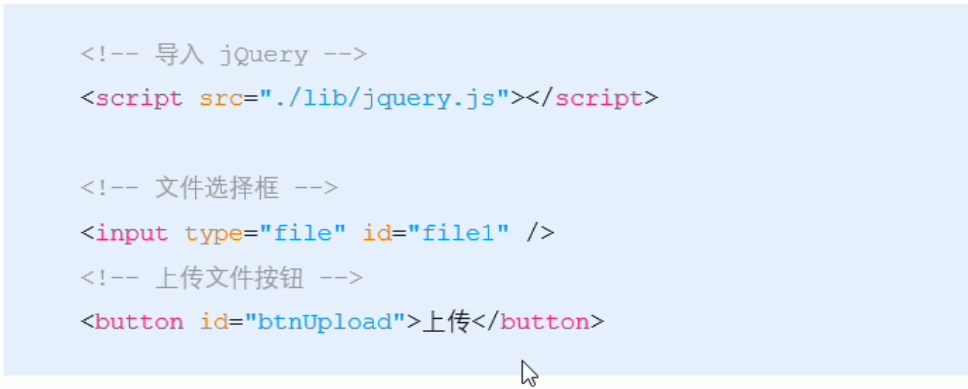 <!-- 导入 jQuery -->
<script src="./lib/jquery.js"></script>
<!-- 文件选择框 -->
<input type="file" id="file1" />
<!-- 上传文件按钮 -->
<button id="btnUpload">上传</button>